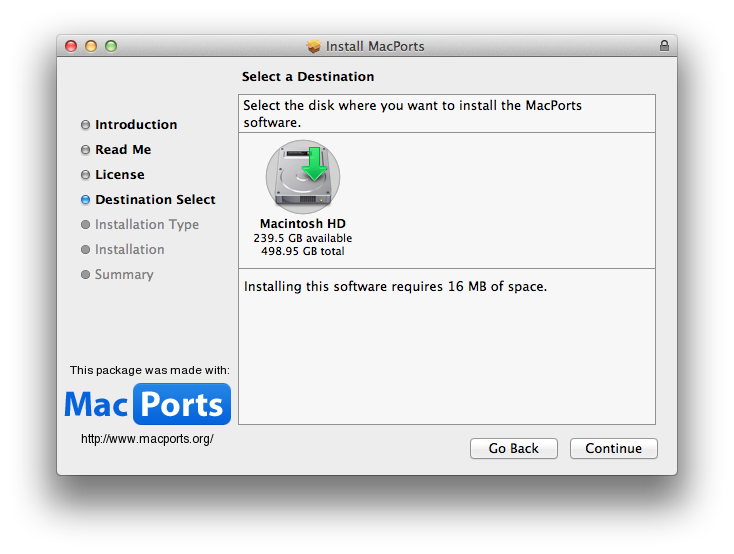 Install MacPorts
Select a Destination
Introduction
Read Me
License
Destination Select
Installation Type
Installation
Summary
Select the disk where you want to install the MacPorts
software.
Macintosh HD
239.5 GB available
498.95 GB total
Installing this software requires 16 MB of space.
This package was made with:
Mac Ports
http://www.macports.org/
Go Back
Continue